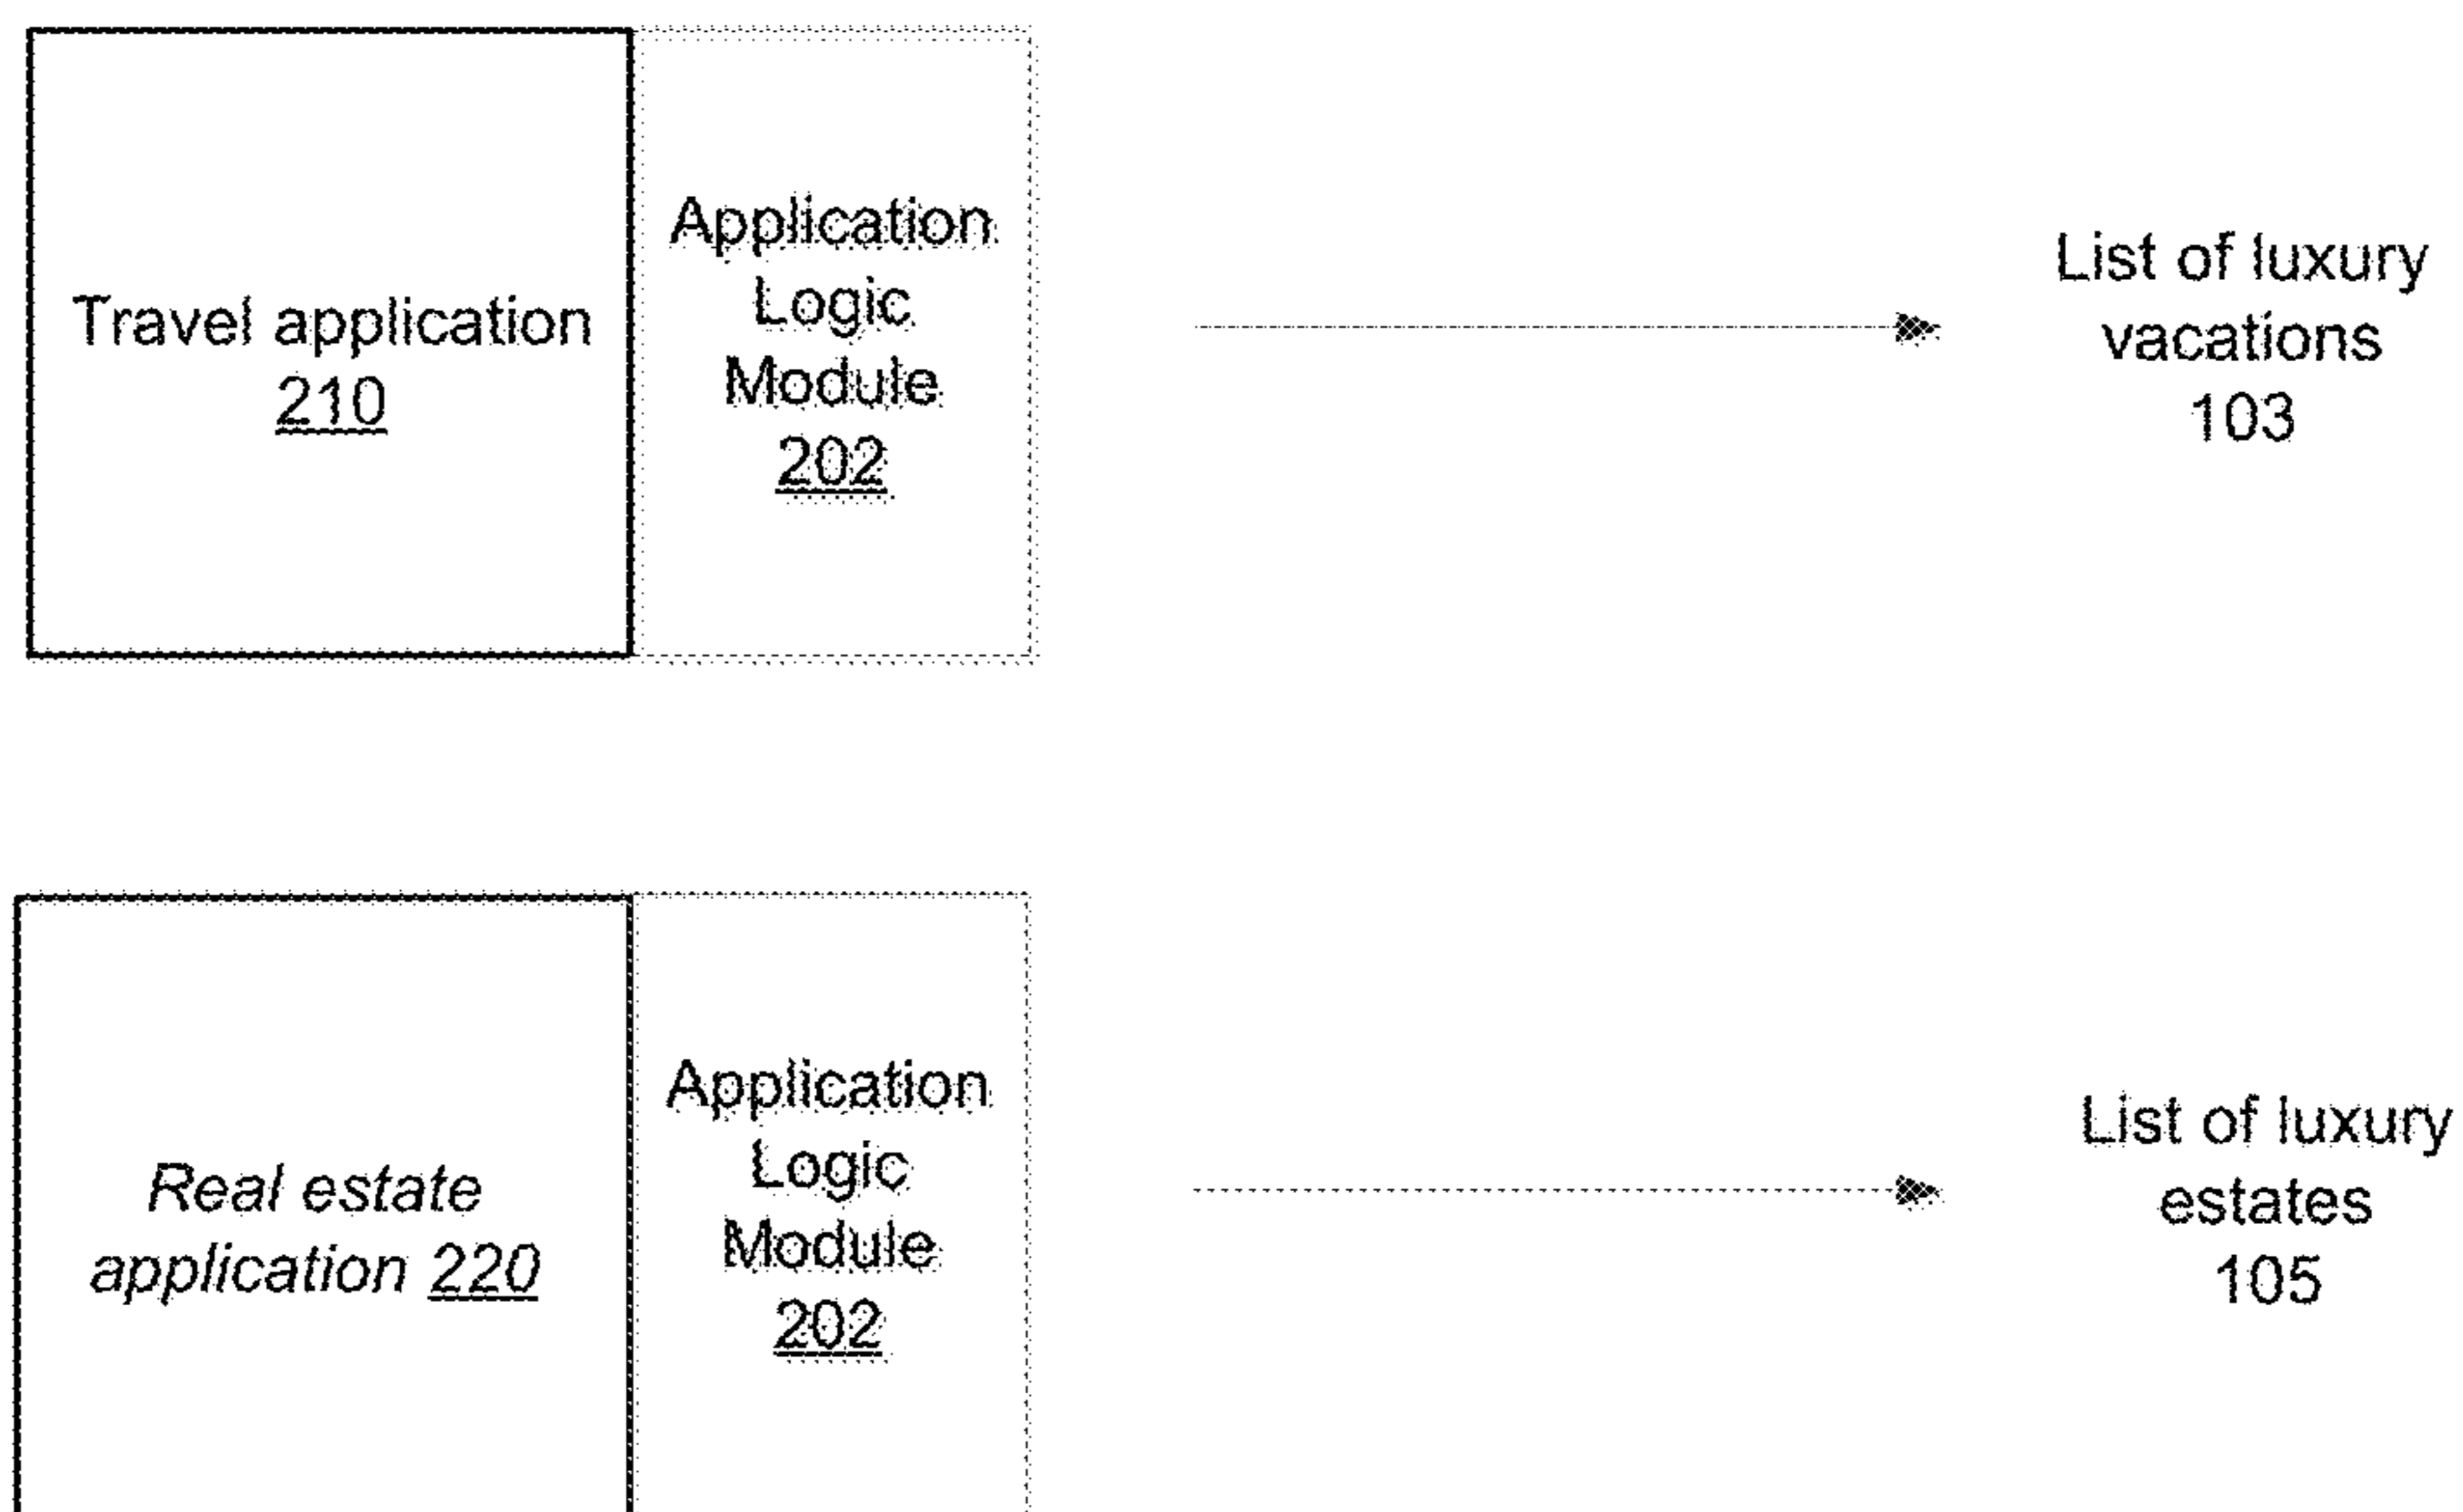 Travel application
210
Application
Logic
Module
202
List of luxury
vacations
103
Real estate
application 220
Application
Logic
Module
202
List of luxury
estates
105